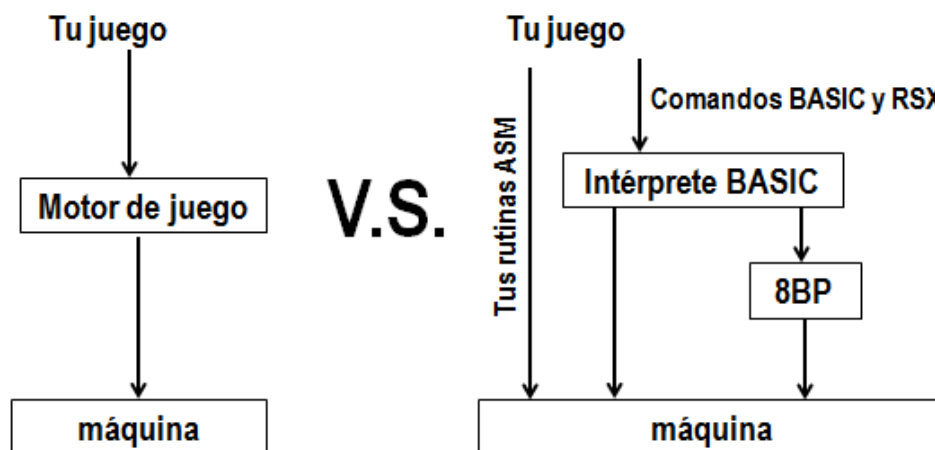 Tu juego
Motor de juego
máquina
V.S.
Tu juego
Tus rutinas ASM
Comandos BASIC y RSX
Intérprete BASIC
8BP
máquina